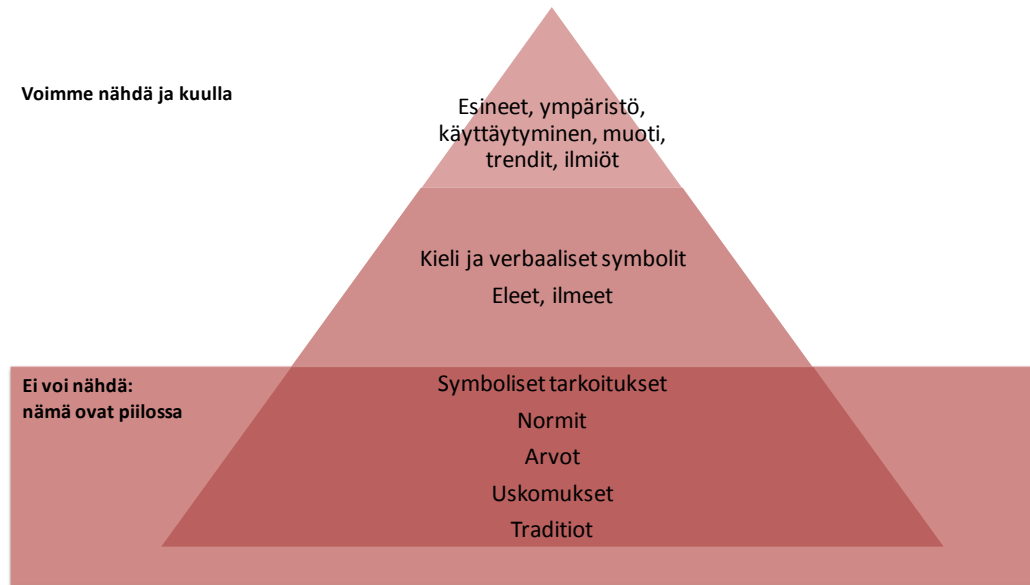 Voimme nähdä ja kuulla
Esineet, ympäristö,
käyttäytyminen, muoti,
trendit, ilmiöt
Kieli ja verbaaliset symbolit
Eleet, ilmeet
Ei voi nähdä:
nämä ovat piilossa
Symboliset tarkoitukset
Normit
Arvot
Uskomukset
Traditiot